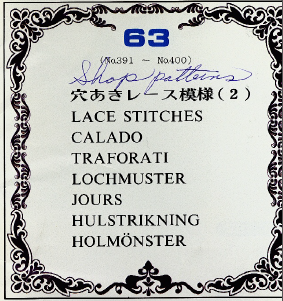 63
(No391 - No400)
Shop patterns
穴あきレース模様(2)
LACE STITCHES
CALADO
TRAFORATI
LOCHMUSTER
JOURS
HULSTRIKNING
HOLMÖNSTER